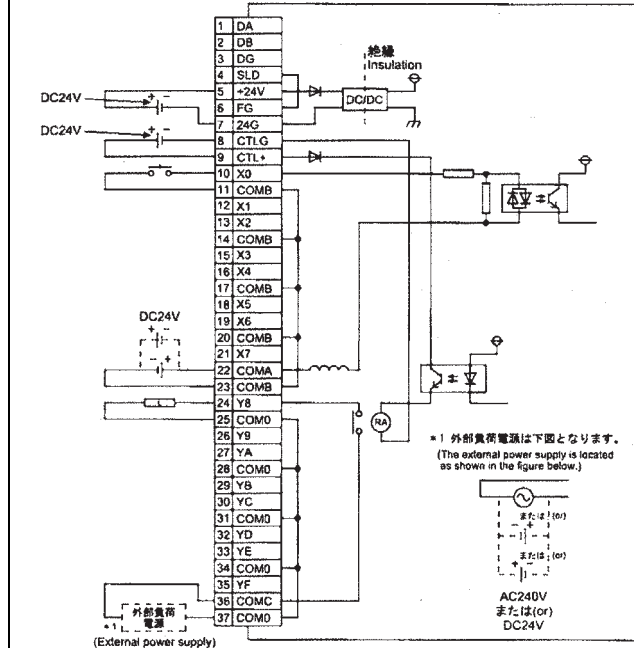 1 DA
2 DB
3 DG
4 SLD
5 +24V
6 FG
7 24G
8 CTLG
9 CTL+
10 X0
11 COMB
12 X1
13 X2
14 COMB
15 X3
16 X4
17 COMB
18 X5
19 X6
20 COMB
21 X7
22 COMA
23 COMB
24 Y8
25 COM0
26 Y9
27 YA
28 COM0
29 YB
30 YC
31 COM0
32 YD
33 YE
34 COM0
35 YF
36 COMC
37 COM0
DC24V
+ -
DC24V
+ -
DC24V
+ -
- +
L
*1
外部負荷
電源
(External power supply)
絶縁
Insulation
DC/DC
RA
*1 外部負荷電源は下図となります。
(The external power supply is located
as shown in the figure below.)
または (or)
- +
または (or)
+ -
AC240V
または(or)
DC24V